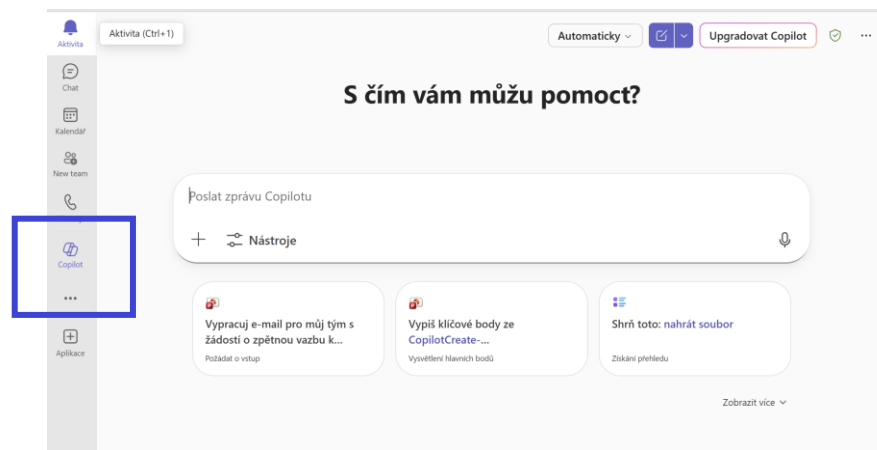 Aktivita
Aktivita (Ctrl+1)
Automaticky
Upgradovat Copilot
Chat
Kalendář
New team
Copilot
Aplikace
S čím vám můžu pomoct?
Poslat zprávu Copilotu
Nástroje
Vypracuj e-mail pro můj tým s
žádostí o zpětnou vazbu k...
Požádat o vstup
Vypiš klíčové body ze
CopilotCreate-...
Vysvětlení hlavních bodů
Shrň toto: nahrát soubor
Získání přehledu
Zobrazit více